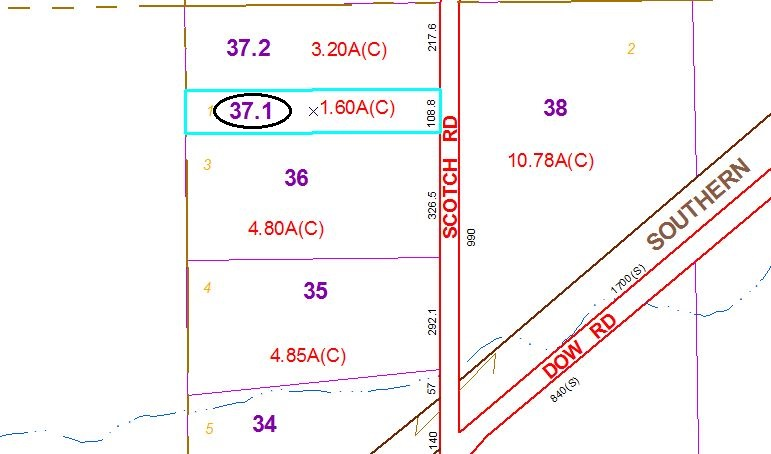 37.2
3.20A(C)
217.6
2
1
37.1
1.60A(C)
108.8
38
SCOTCH RD
3
36
326.5
10.78A(C)
SOUTHERN
4.80A(C)
990
4
35
1700(S)
292.1
DOW RD
4.85A(C)
57
840(S)
5
34
140